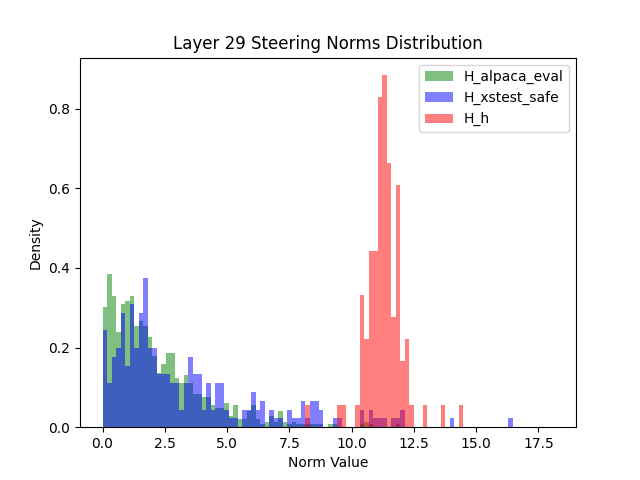 Layer 29 Steering Norms Distribution
H_alpaca_eval
H_xstest_safe
H_h
Density
0.8
0.6
0.4
0.2
0.0
0.0 2.5 5.0 7.5 10.0 12.5 15.0 17.5
Norm Value